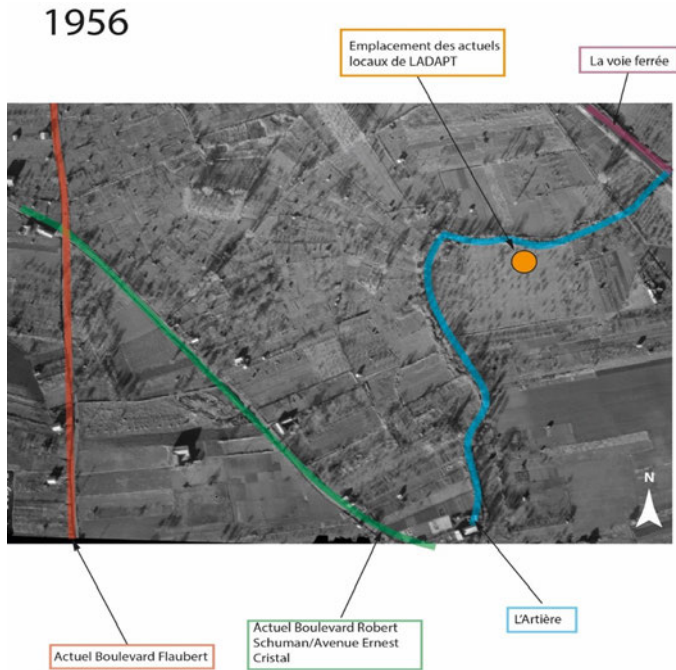 1956
Emplacement des actuels
locaux de LADAPT
La voie ferrée
N
Actuel Boulevard Flaubert
Actuel Boulevard Robert
Schuman/Avenue Ernest
Cristal
L'Artière